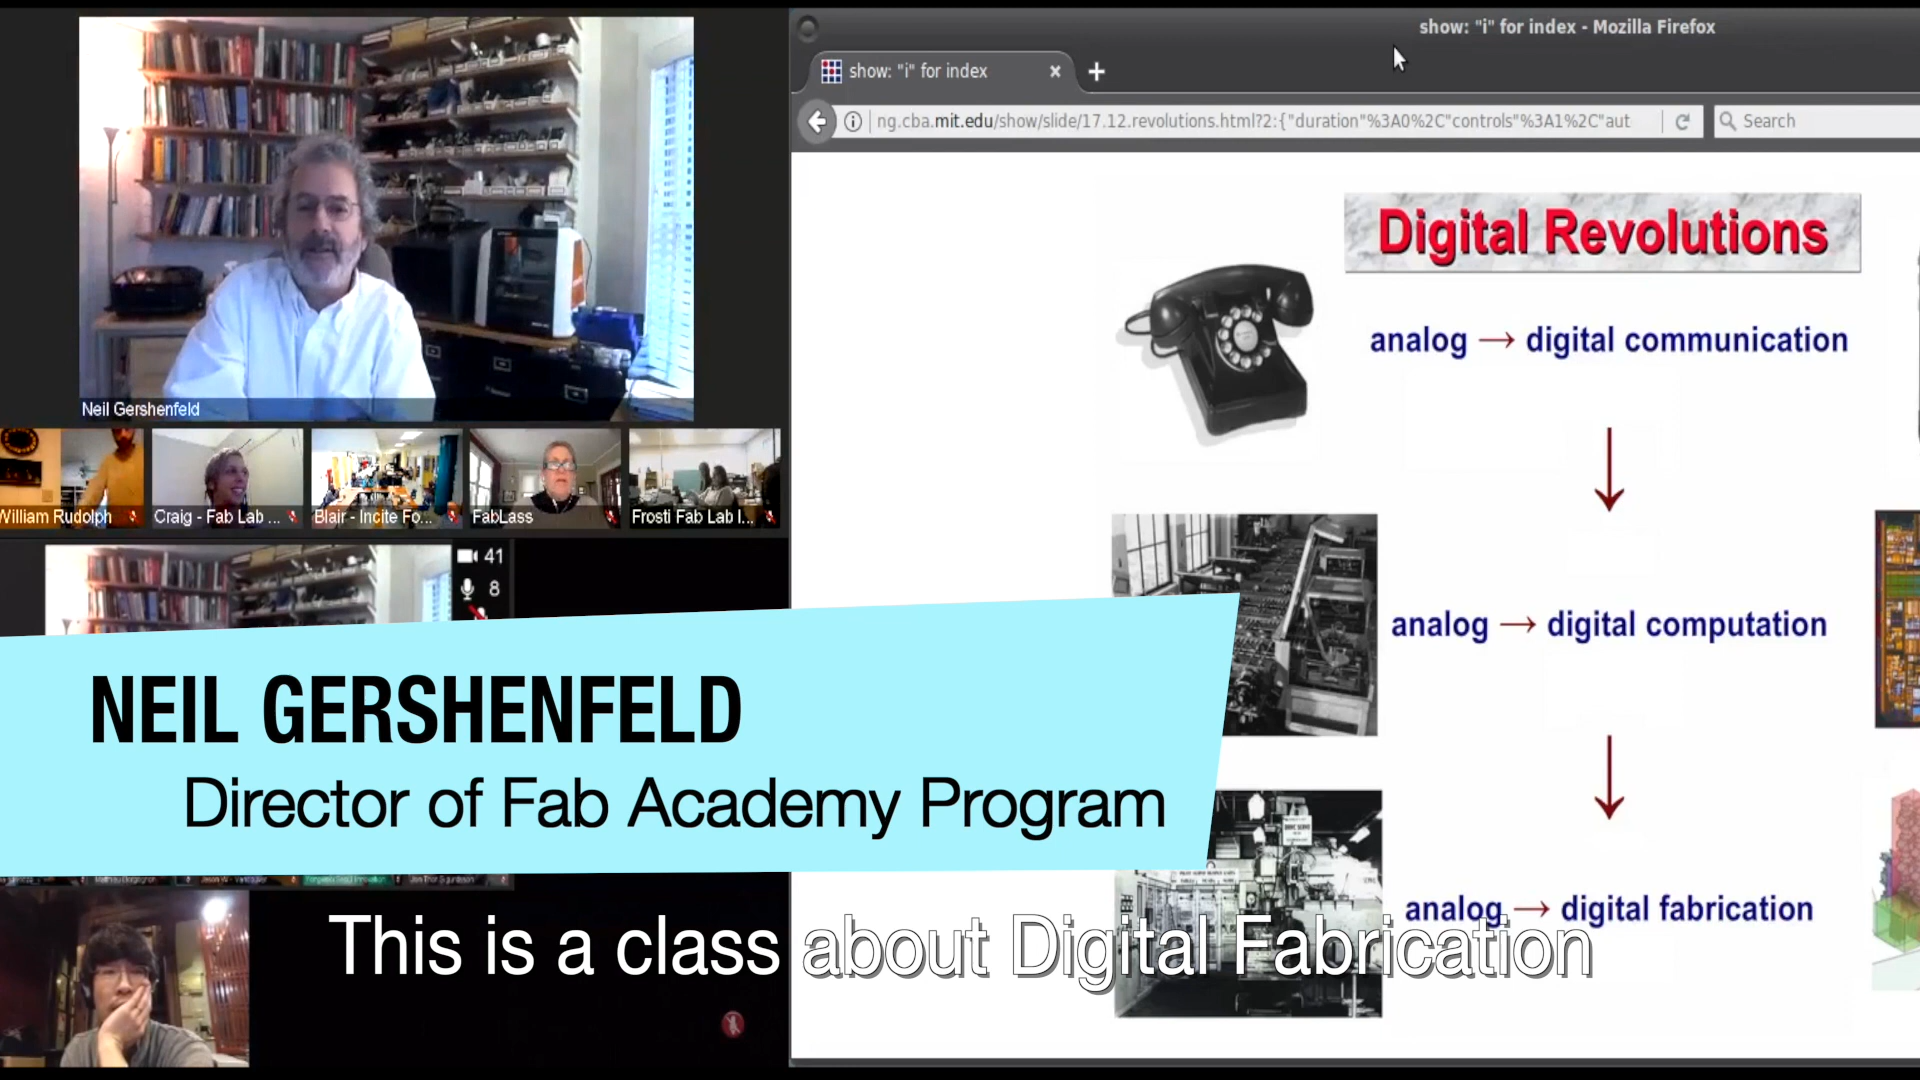 show: "i" for index - Mozilla Firefox
show: "i" for index
ng.cba.mit.edu/show/slide/17.12.revolutions.html?2:{"duration"%3A0%2C"controls"%3A1%2C"aut
Search
Digital Revolutions
analog → digital communication
analog → digital computation
analog → digital fabrication
Neil Gershenfeld
William Rudolph
Craig - Fab Lab ...
Blair - Incite Fo...
FabLass
Frosti Fab Lab I...
41
8
NEIL GERSHENFELD
Director of Fab Academy Program
This is a class about Digital Fabrication